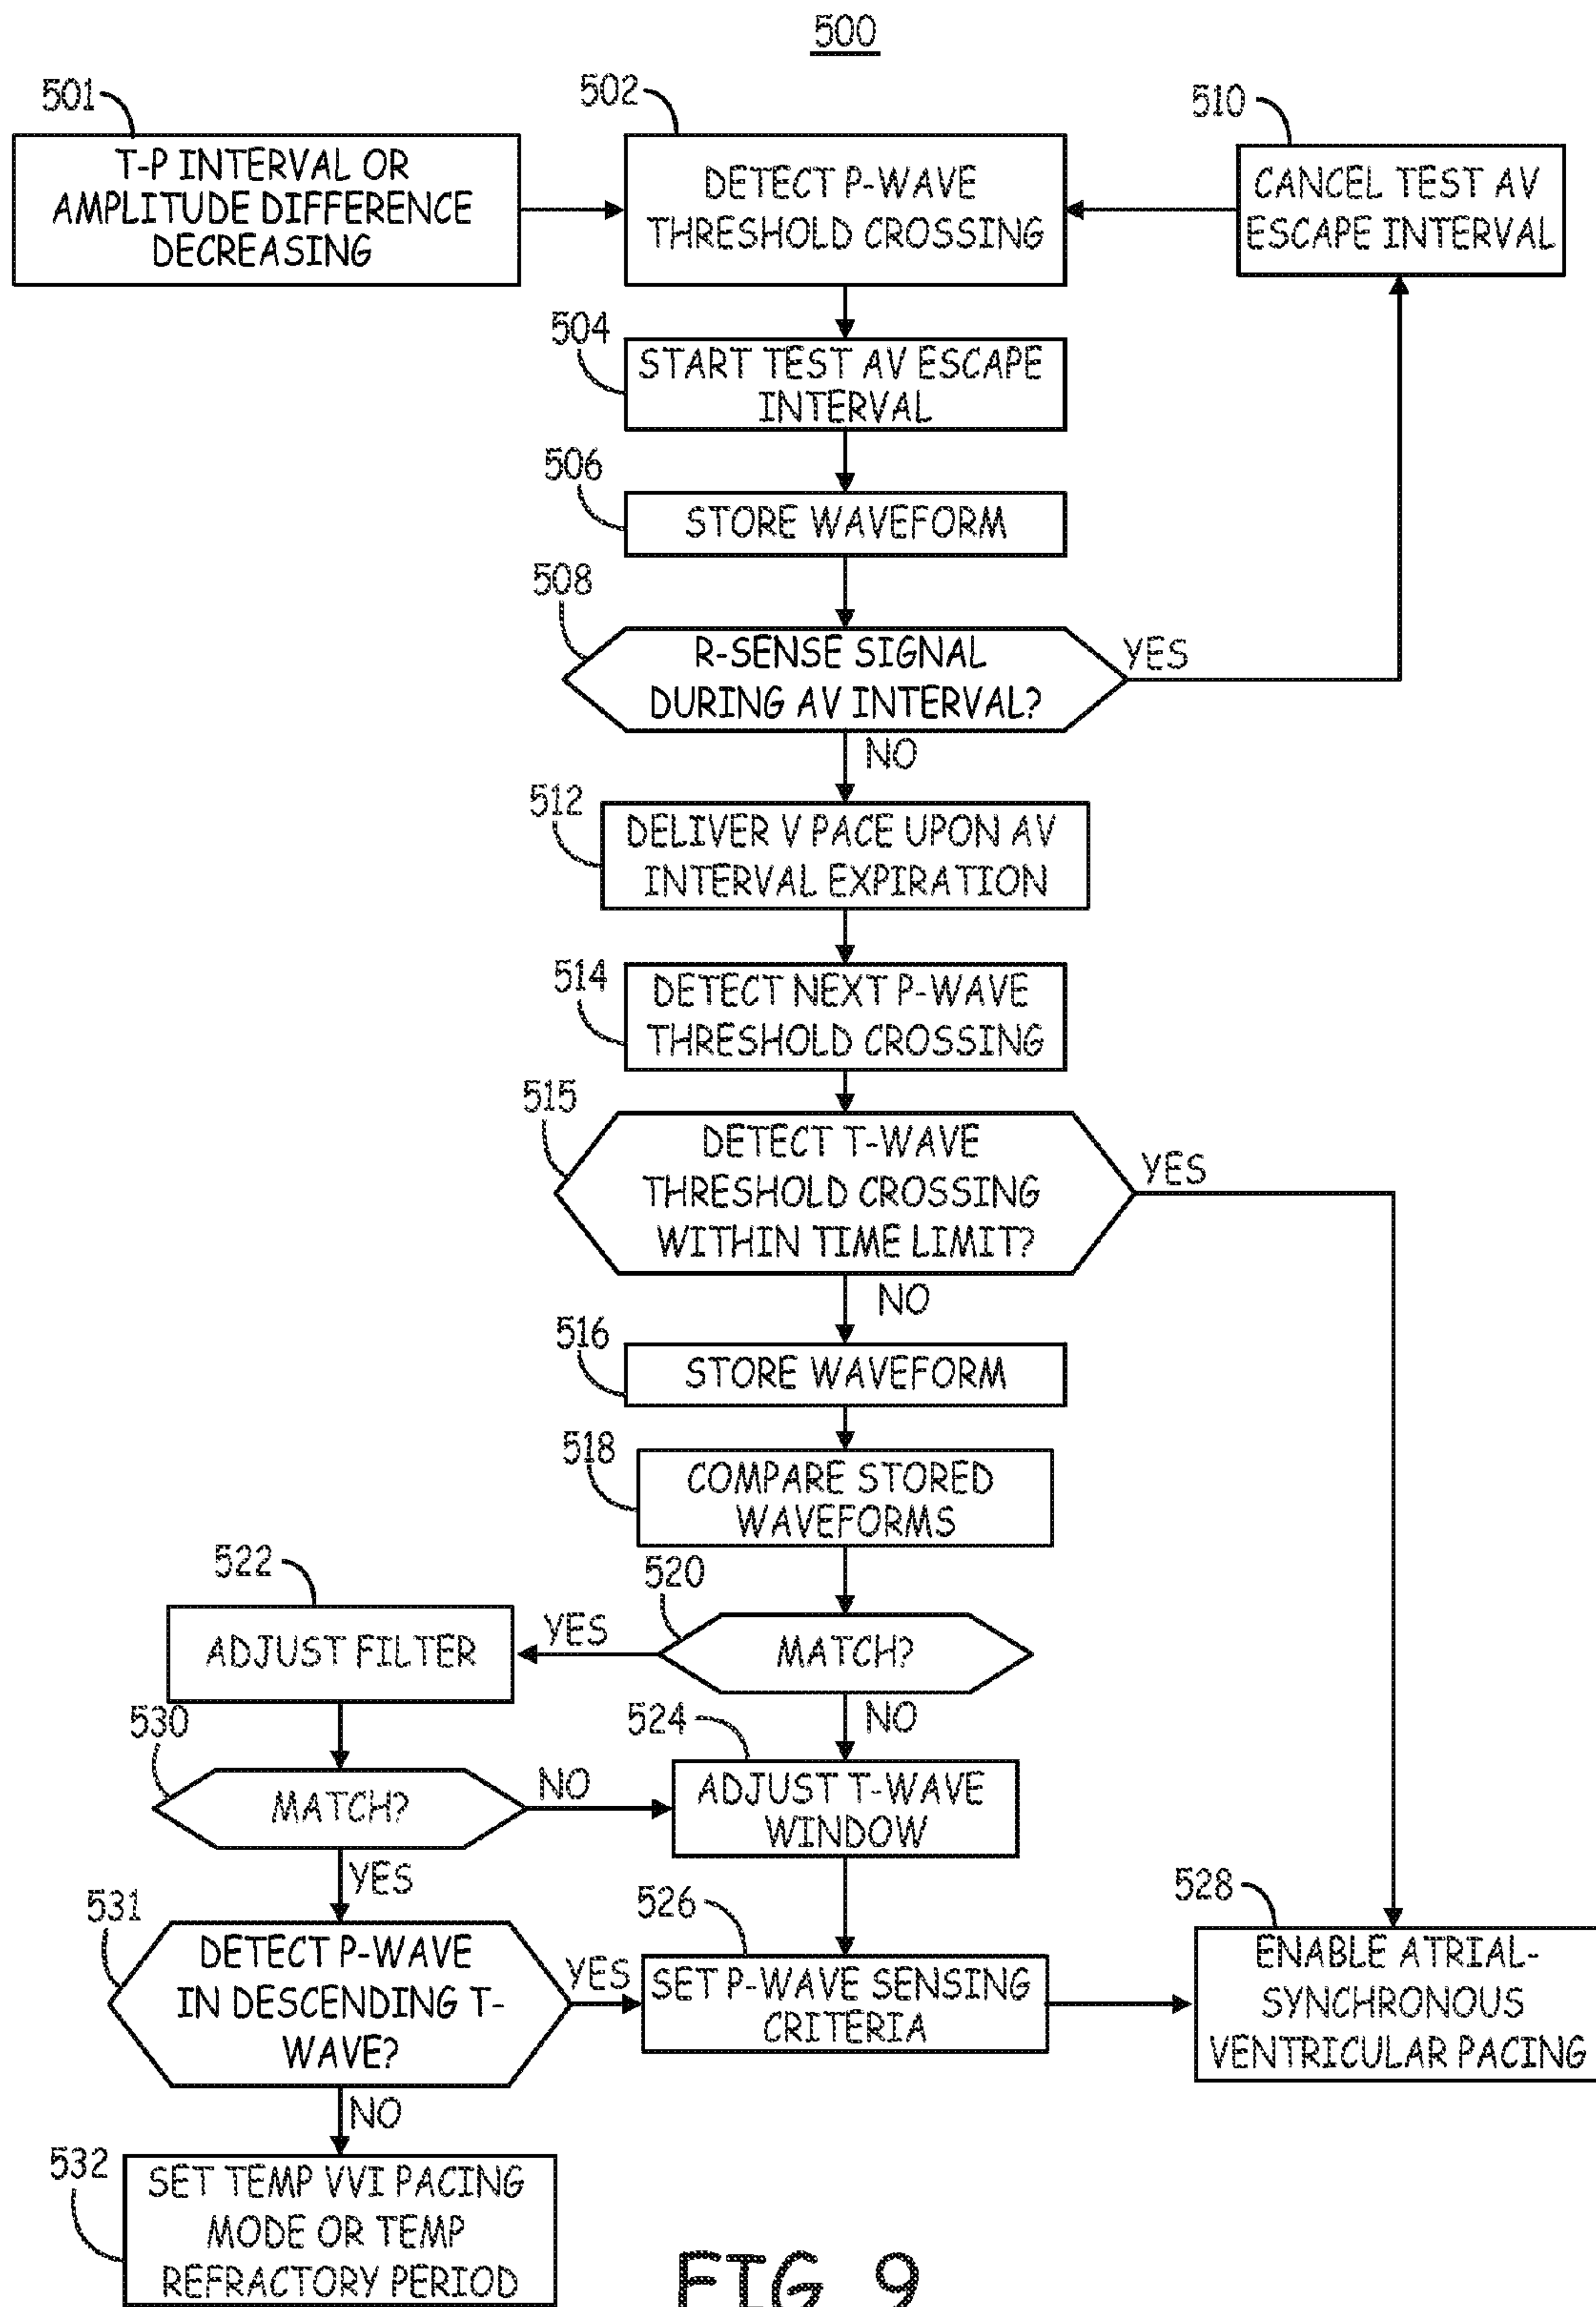 500
501
T-P INTERVAL OR
AMPLITUDE DIFFERENCE
DECREASING
502
DETECT P-WAVE
THRESHOLD CROSSING
510
CANCEL TEST AV
ESCAPE INTERVAL
504
START TEST AV ESCAPE
INTERVAL
506
STORE WAVEFORM
508
R-SENSE SIGNAL
DURING AV INTERVAL?
YES
NO
512
DELIVER V PACE UPON AV
INTERVAL EXPIRATION
514
DETECT NEXT P-WAVE
THRESHOLD CROSSING
515
DETECT T-WAVE
THRESHOLD CROSSING
WITHIN TIME LIMIT?
YES
NO
516
STORE WAVEFORM
518
COMPARE STORED
WAVEFORMS
520
MATCH?
YES
NO
522
ADJUST FILTER
530
MATCH?
NO
YES
524
ADJUST T-WAVE
WINDOW
531
DETECT P-WAVE
IN DESCENDING T-
WAVE?
YES
NO
526
SET P-WAVE SENSING
CRITERIA
528
ENABLE ATRIAL-
SYNCHRONOUS
VENTRICULAR PACING
532
SET TEMP VVI PACING
MODE OR TEMP
REFRACTORY PERIOD
FIG. 9